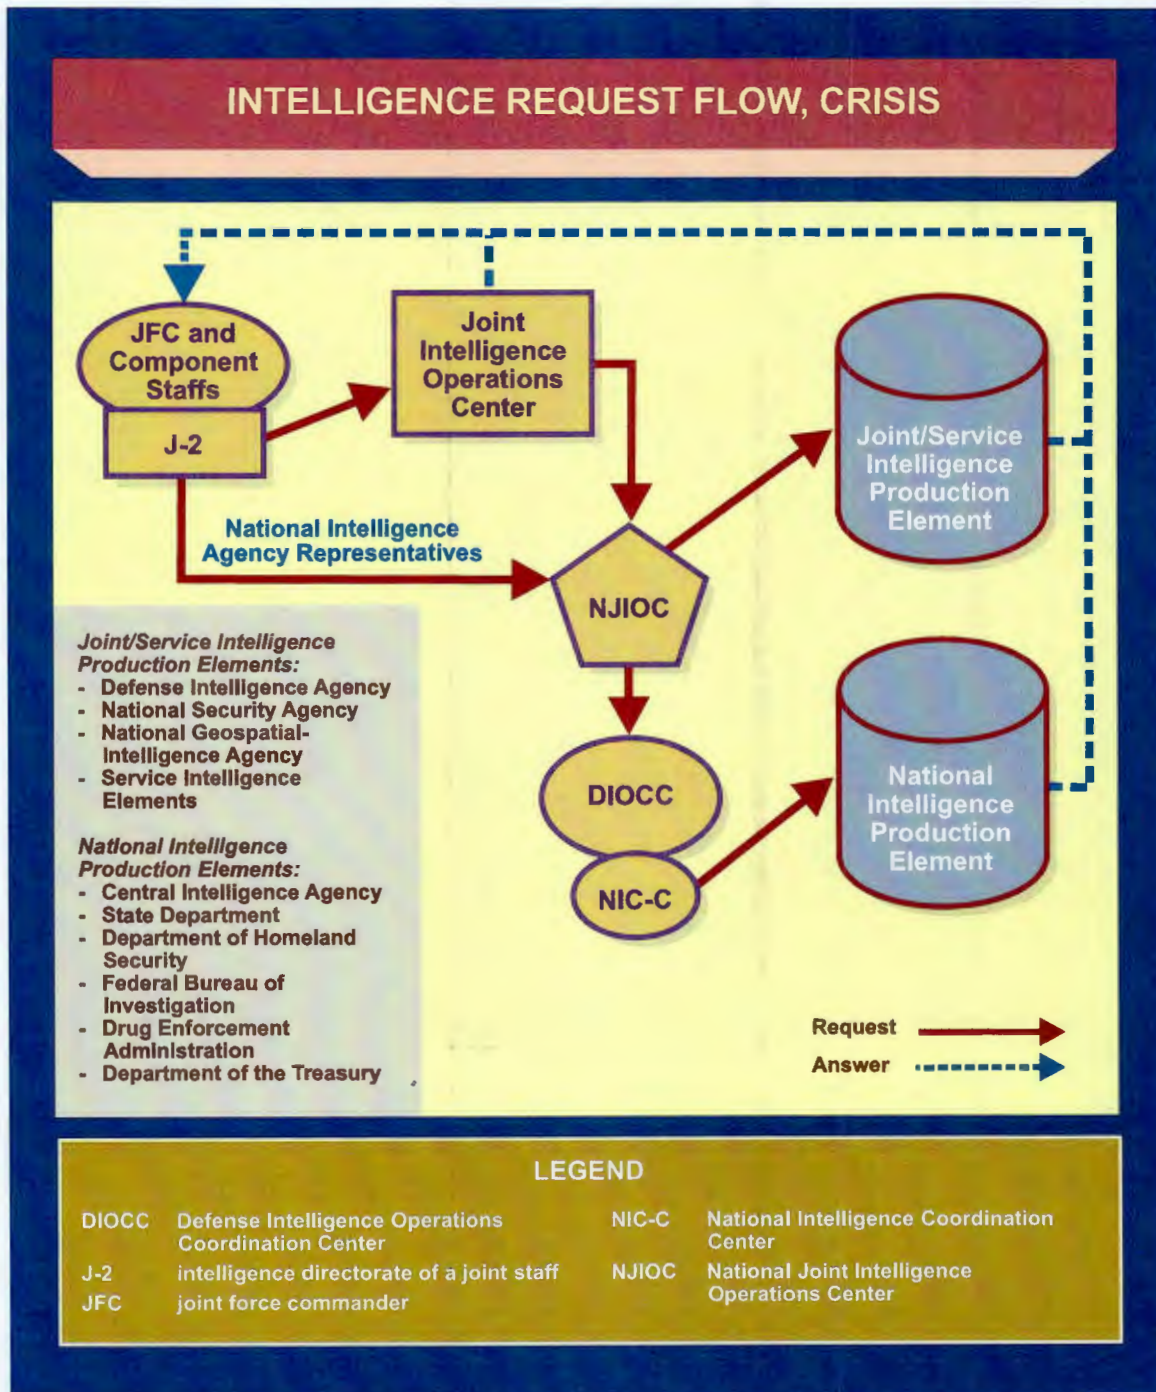 INTELLIGENCE REQUEST FLOW, CRISIS
JFC and
Component
Staffs
J-2
Joint
Intelligence
Operations
Center
National Intelligence
Agency Representatives
NJIOC
Joint/Service
Intelligence
Production
Element
DIOCC
NIC-C
National
Intelligence
Production
Element
Joint/Service Intelligence
Production Elements:
- Defense Intelligence Agency
- National Security Agency
- National Geospatial-
Intelligence Agency
- Service Intelligence
Elements
National Intelligence
Production Elements:
- Central Intelligence Agency
- State Department
- Department of Homeland
Security
- Federal Bureau of
Investigation
- Drug Enforcement
Administration
- Department of the Treasury
Request
Answer
LEGEND
DIOCC Defense Intelligence Operations
Coordination Center
J-2 intelligence directorate of a joint staff
JFC joint force commander
NIC-C National Intelligence Coordination
Center
NJIOC National Joint Intelligence
Operations Center